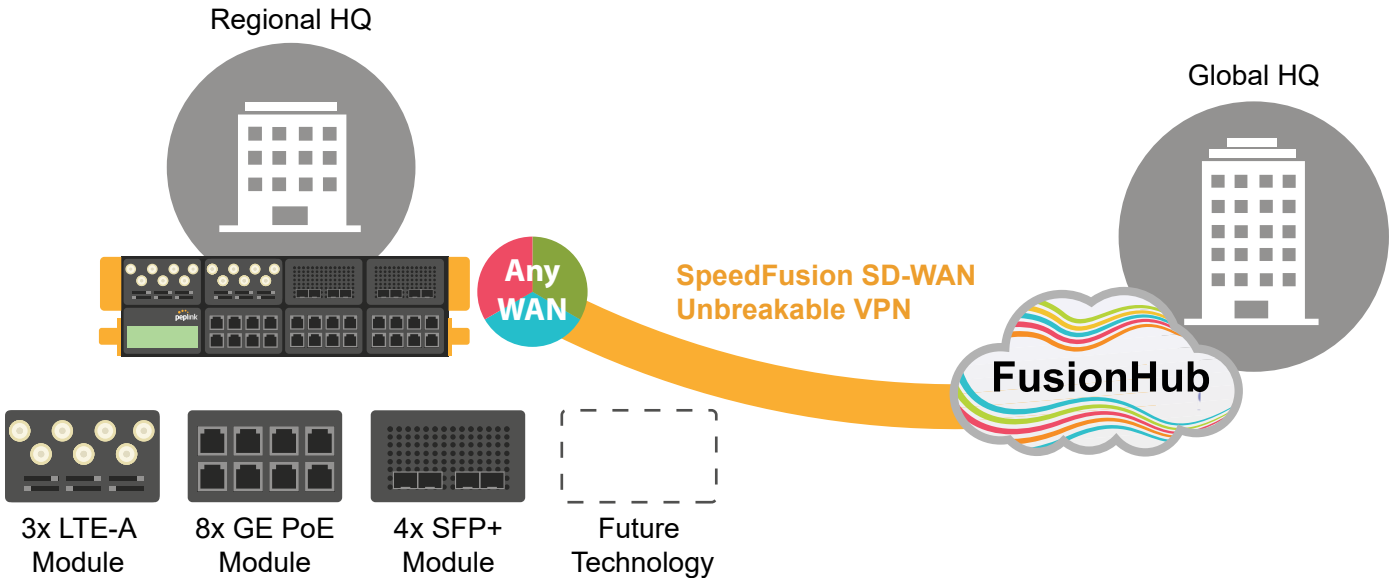 Regional HQ
Global HQ
peplink
Any
WAN
SpeedFusion SD-WAN
Unbreakable VPN
FusionHub
3x LTE-A
Module
8x GE PoE
Module
4x SFP+
Module
Future
Technology